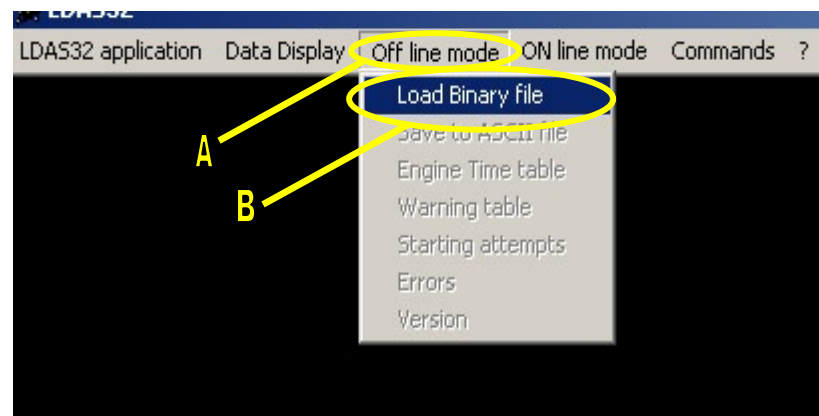 LDAS32
LDAS32 application Data Display Off line mode ON line mode Commands ?
Load Binary file
A
Save to ASCII file
Engine Time table
B
Warning table
Starting attempts
Errors
Version